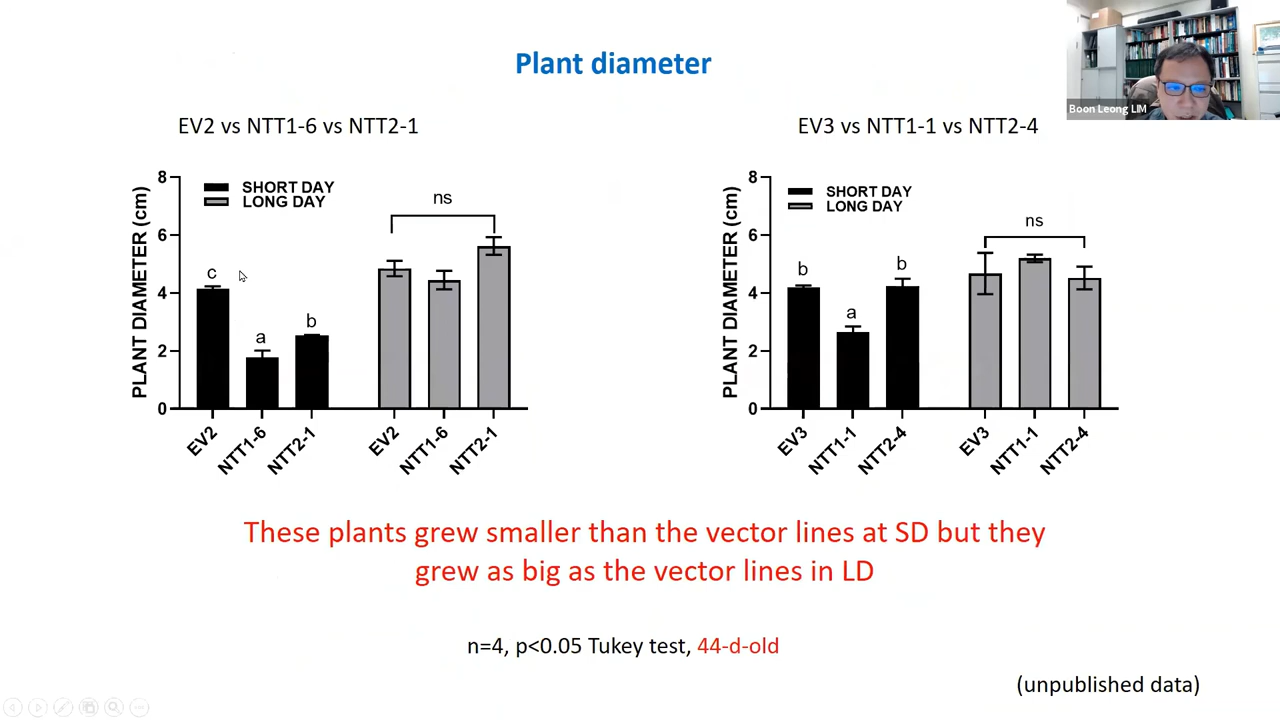 Plant diameter
Boon Leong LIM
EV2 vs NTT1-6 vs NTT2-1
EV3 vs NTT1-1 vs NTT2-4
PLANT DIAMETER (cm)
8
6
4
2
0
SHORT DAY
LONG DAY
c
a
b
ns
EV2
NTT1-6
NTT2-1
EV2
NTT1-6
NTT2-1
PLANT DIAMETER (cm)
8
6
4
2
0
SHORT DAY
LONG DAY
b
a
b
ns
EV3
NTT1-1
NTT2-4
EV3
NTT1-1
NTT2-4
These plants grew smaller than the vector lines at SD but they
grew as big as the vector lines in LD
n=4, p<0.05 Tukey test, 44-d-old
(unpublished data)